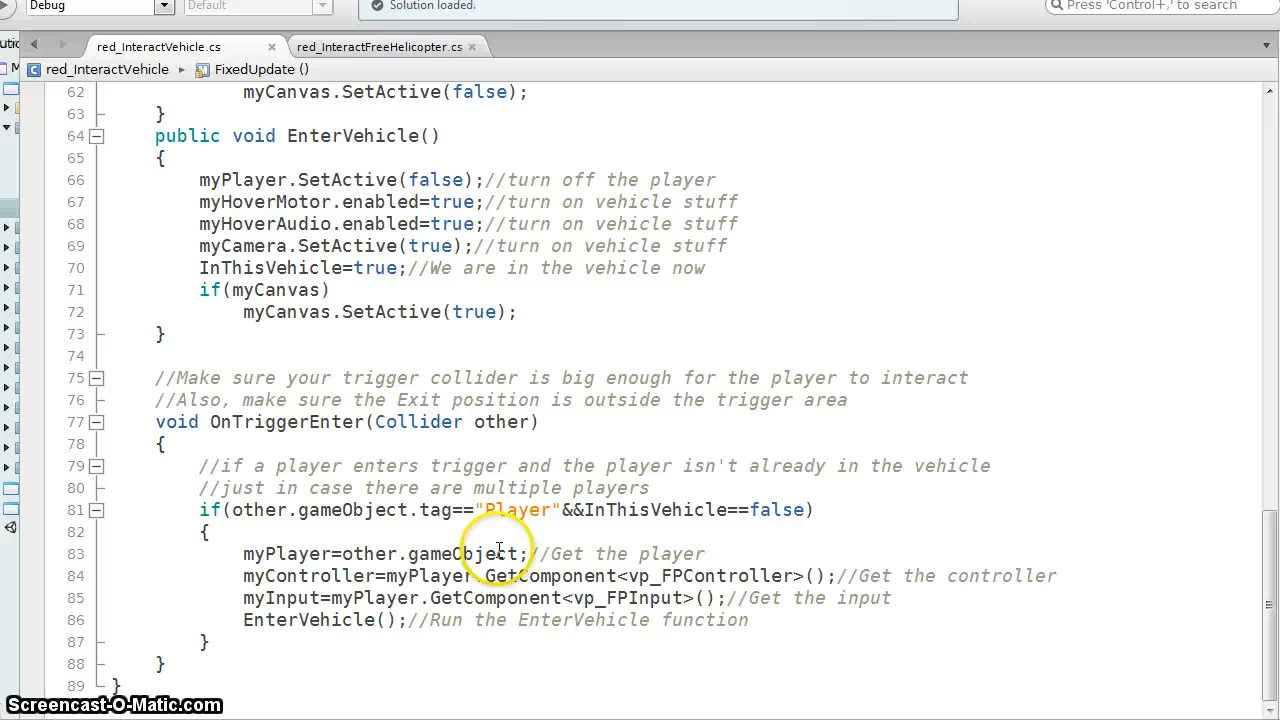 Debug
Default
Solution loaded.
Press 'Control+,' to search
red_InteractVehicle.cs
red_InteractFreeHelicopter.cs
red_InteractVehicle
FixedUpdate ()
62 myCanvas.SetActive(false);
63 }
64 public void EnterVehicle()
65 {
66 myPlayer.SetActive(false);//turn off the player
67 myHoverMotor.enabled=true;//turn on vehicle stuff
68 myHoverAudio.enabled=true;//turn on vehicle stuff
69 myCamera.SetActive(true);//turn on vehicle stuff
70 InThisVehicle=true;//We are in the vehicle now
71 if(myCanvas)
72 myCanvas.SetActive(true);
73 }
74
75 //Make sure your trigger collider is big enough for the player to interact
76 //Also, make sure the Exit position is outside the trigger area
77 void OnTriggerEnter(Collider other)
78 {
79 //if a player enters trigger and the player isn't already in the vehicle
80 //just in case there are multiple players
81 if(other.gameObject.tag=="Player"&&InThisVehicle==false)
82 {
83 myPlayer=other.gameObject;//Get the player
84 myController=myPlayer.GetComponent<vp_FPController>();//Get the controller
85 myInput=myPlayer.GetComponent<vp_FPInput>();//Get the input
86 EnterVehicle();//Run the EnterVehicle function
87 }
88 }
89 }
Screencast-O-Matic.com